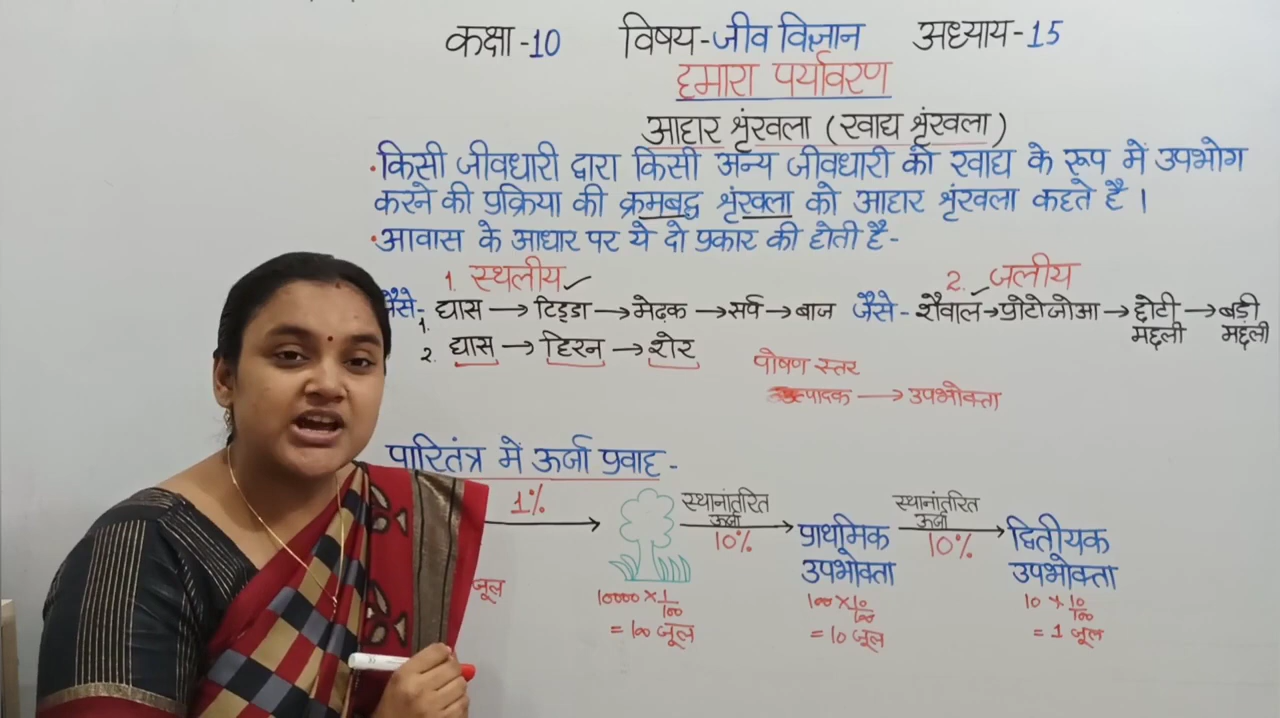 कक्षा -10 विषय-जीव विज्ञान अध्याय-15
हमारा पर्यावरण
आहार शृंखला (खाद्य शृंखला)
•किसी जीवधारी द्वारा किसी अन्य जीवधारी को खाद्य के रूप में उपभोग
करने की प्रक्रिया की क्रमबद्ध शृंखला को आहार शृंखला कहते है।
•आवास के आधार पर ये दो प्रकार की होती है-
1. स्थलीय ✓ 2. जलीय
जैसे- 1. घास → टिड्डा → मेढक → सर्प → बाज जैसे - शैवाल → प्रोटोजोआ → छोटी मछली → बड़ी मछली
2. घास → हिरन → शेर
पोषण स्तर
उत्पादक → उपभोक्ता
पारितंत्र में ऊर्जा प्रवाह -
1% स्थानांतरित ऊर्जा 10% स्थानांतरित ऊर्जा 10%
प्राथमिक उपभोक्ता द्वितीयक उपभोक्ता
जूल
10000 × 1/100 100 × 10/100 10 × 10/100
= 100 जूल = 10 जूल = 1 जूल